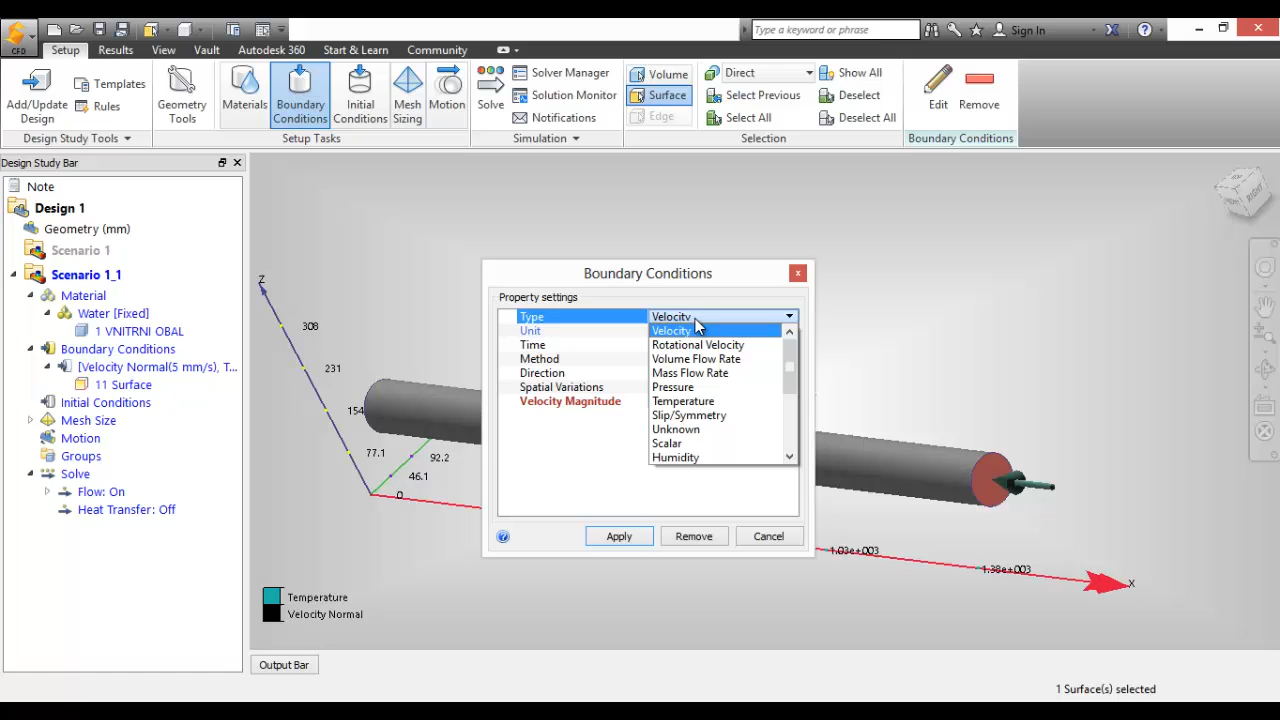 Type a keyword or phrase
Sign In
CFD
Setup
Results
View
Vault
Autodesk 360
Start & Learn
Community
Add/Update
Design
Templates
Rules
Geometry
Tools
Materials
Boundary
Conditions
Initial
Conditions
Mesh
Sizing
Motion
Solve
Solver Manager
Solution Monitor
Notifications
Volume
Surface
Edge
Direct
Select Previous
Select All
Show All
Deselect
Deselect All
Edit
Remove
Design Study Tools
Setup Tasks
Simulation
Selection
Boundary Conditions
Design Study Bar
Note
Design 1
Geometry (mm)
Scenario 1
Scenario 1_1
Material
Water [Fixed]
1 VNITRNI OBAL
Boundary Conditions
[Velocity Normal(5 mm/s), T...
11 Surface
Initial Conditions
Mesh Size
Motion
Groups
Solve
Flow: On
Heat Transfer: Off
TOP
FRONT
RIGHT
Z
308
231
154
77.1
92.2
46.1
0
1.03e+003
1.38e+003
X
Boundary Conditions
Property settings
Type
Velocity
Unit
Velocity
Time
Rotational Velocity
Method
Volume Flow Rate
Direction
Mass Flow Rate
Spatial Variations
Pressure
Velocity Magnitude
Temperature
Slip/Symmetry
Unknown
Scalar
Humidity
Apply
Remove
Cancel
Temperature
Velocity Normal
Output Bar
1 Surface(s) selected